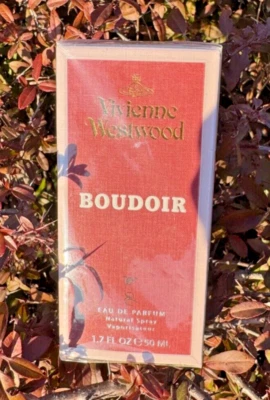 Vivienne
Westwood
BOUDOIR
EAU DE PARFUM
Natural Spray
Vaporisateur
1.7 FL OZ ℮ 50 ML